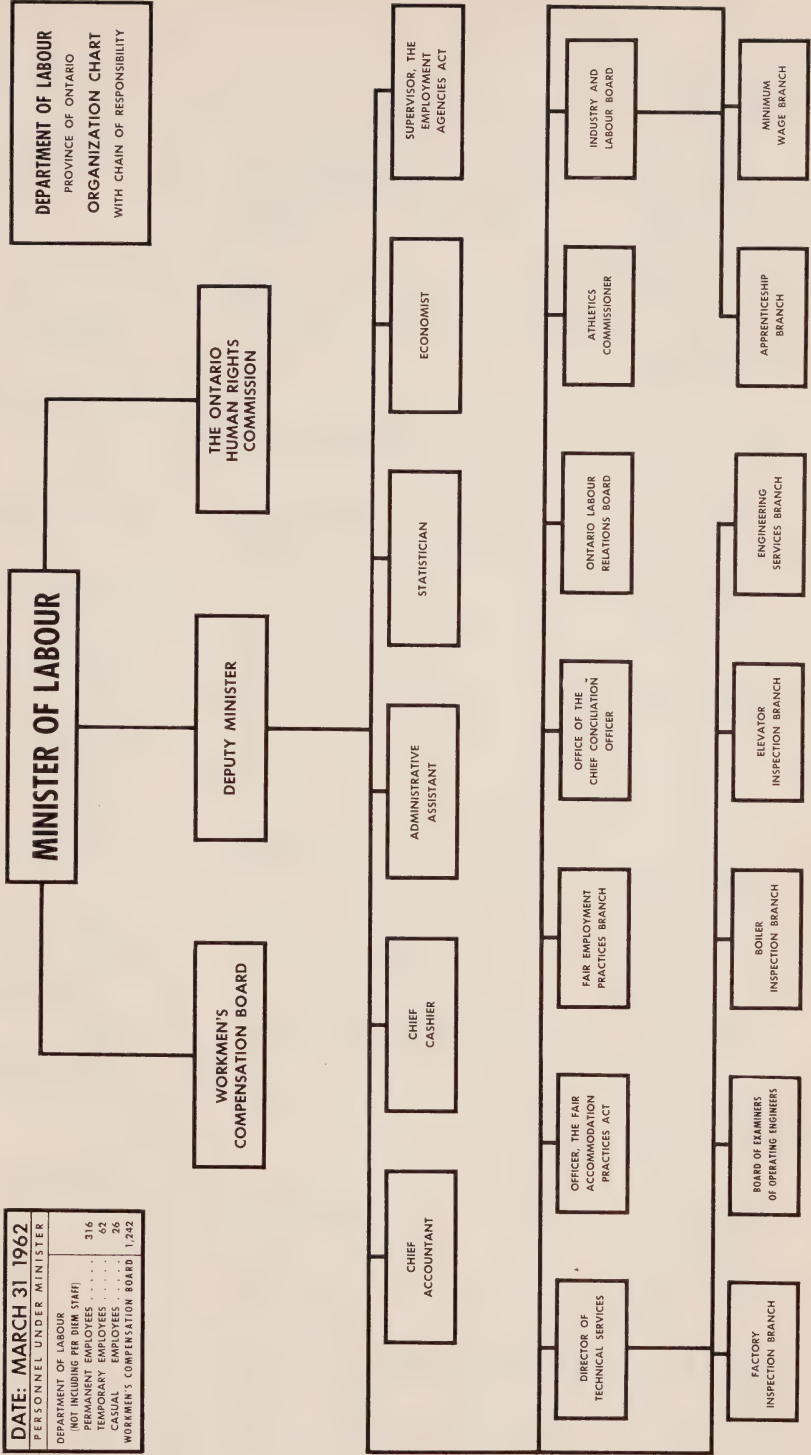 DEPARTMENT OF LABOUR
PROVINCE OF ONTARIO
ORGANIZATION CHART
WITH CHAIN OF RESPONSIBILITY
DATE: MARCH 31 1962
PERSONNEL UNDER MINISTER
DEPARTMENT OF LABOUR
(NOT INCLUDING PER DIEM STAFF)
PERMANENT EMPLOYEES . . . . . 316
TEMPORARY EMPLOYEES . . . . . 62
CASUAL EMPLOYEES . . . . . 26
WORKMEN'S COMPENSATION BOARD 1,242
MINISTER OF LABOUR
WORKMEN'S
COMPENSATION BOARD
DEPUTY MINISTER
THE ONTARIO
HUMAN RIGHTS
COMMISSION
CHIEF
ACCOUNTANT
CHIEF
CASHIER
ADMINISTRATIVE
ASSISTANT
STATISTICIAN
ECONOMIST
SUPERVISOR, THE
EMPLOYMENT
AGENCIES ACT
DIRECTOR OF
TECHNICAL SERVICES
OFFICER, THE FAIR
ACCOMMODATION
PRACTICES ACT
FAIR EMPLOYMENT
PRACTICES BRANCH
OFFICE OF THE
CHIEF CONCILIATION
OFFICER
ONTARIO LABOUR
RELATIONS BOARD
ATHLETICS
COMMISSIONER
INDUSTRY AND
LABOUR BOARD
FACTORY
INSPECTION BRANCH
BOARD OF EXAMINERS
OF OPERATING ENGINEERS
BOILER
INSPECTION BRANCH
ELEVATOR
INSPECTION BRANCH
ENGINEERING
SERVICES BRANCH
APPRENTICESHIP
BRANCH
MINIMUM
WAGE BRANCH